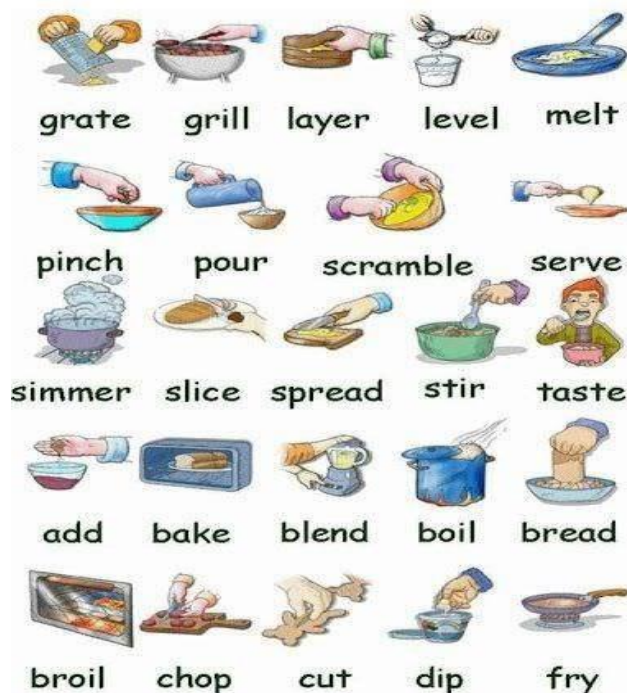 grate grill layer level melt
pinch pour scramble serve
simmer slice spread stir taste
add bake blend boil bread
broil chop cut dip fry